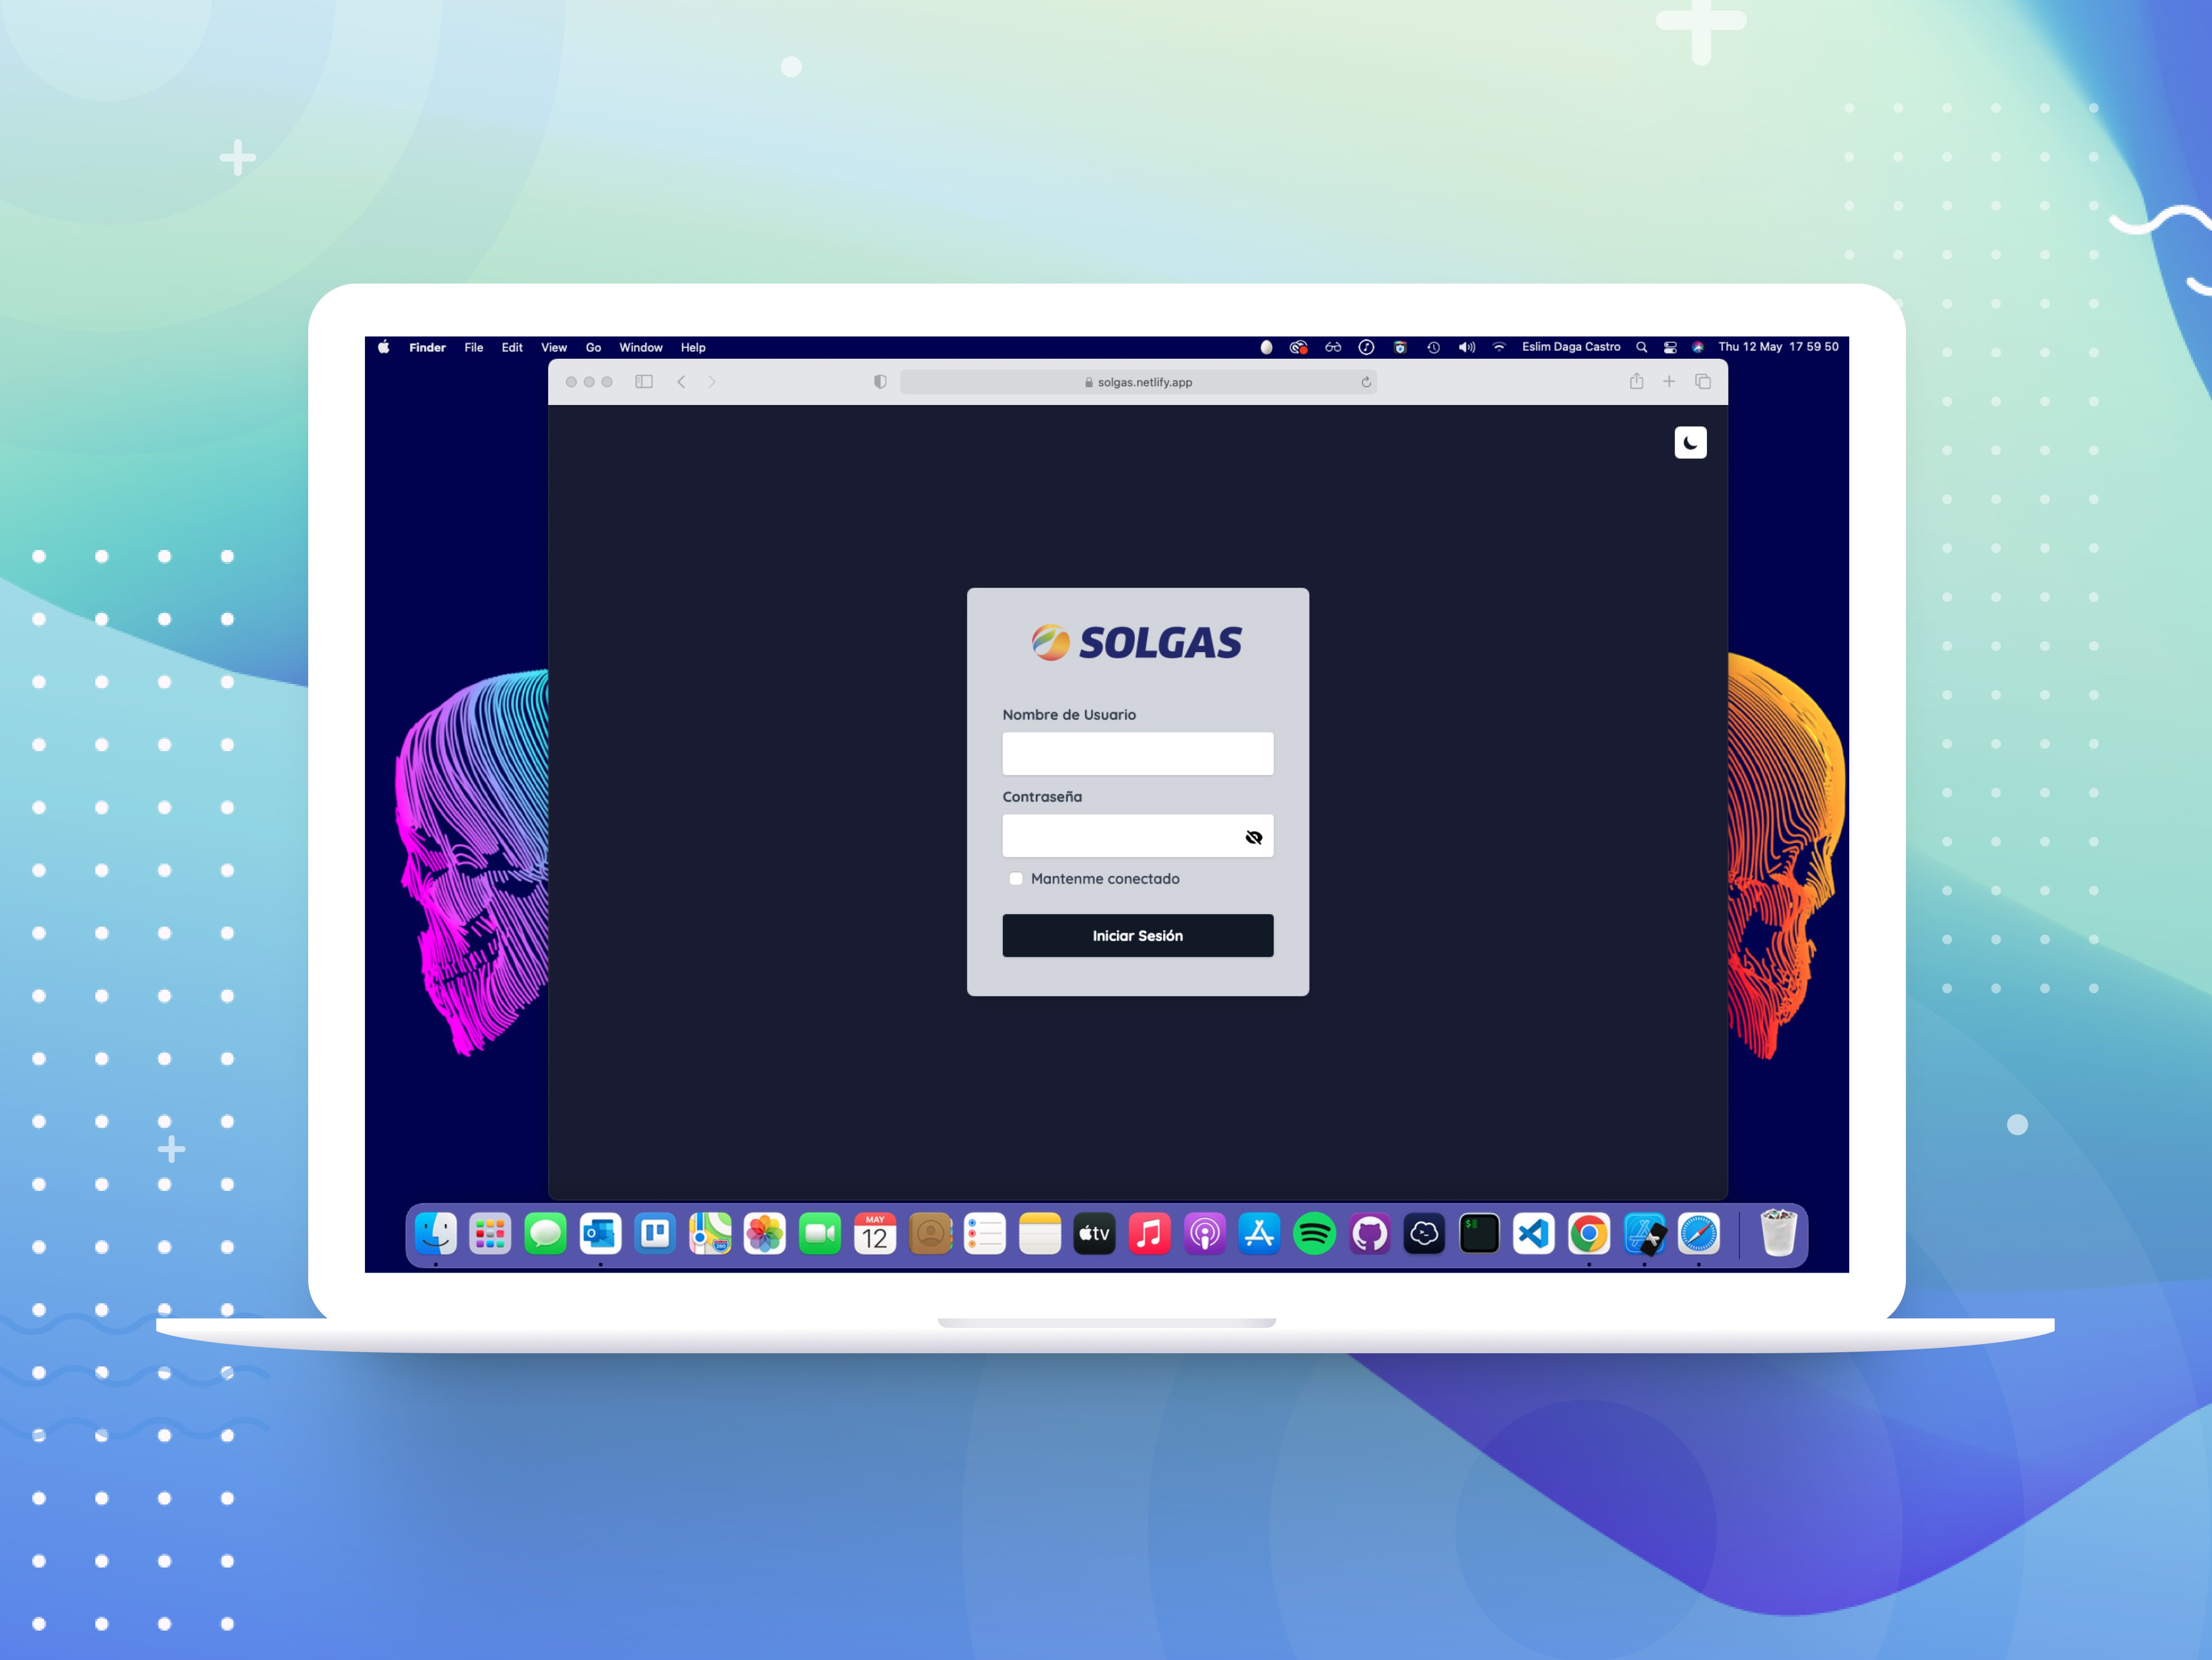 Finder File Edit View Go Window Help Eslim Daga Castro Thu 12 May 17 59 50
solgas.netlify.app
SOLGAS
Nombre de Usuario
Contraseña
Mantenme conectado
Iniciar Sesión
MAY
12
tv
$